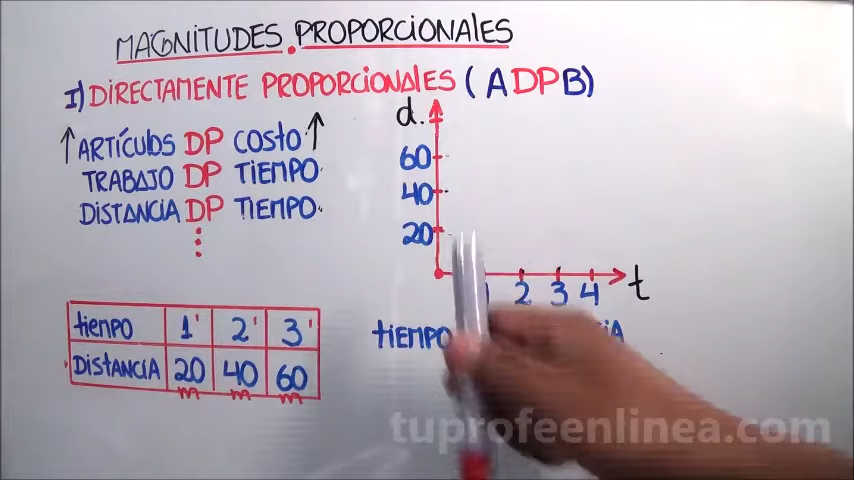 MAGNITUDES PROPORCIONALES
I) DIRECTAMENTE PROPORCIONALES (A DP B)
↑ ARTÍCULOS DP COSTO ↑
TRABAJO DP TIEMPO
DISTANCIA DP TIEMPO
d.
60
40
20
1 2 3 4 t
TIEMPO
TIEMPO 1' 2' 3'
DISTANCIA 20 40 60
m m m
tuprofeenlinea.com